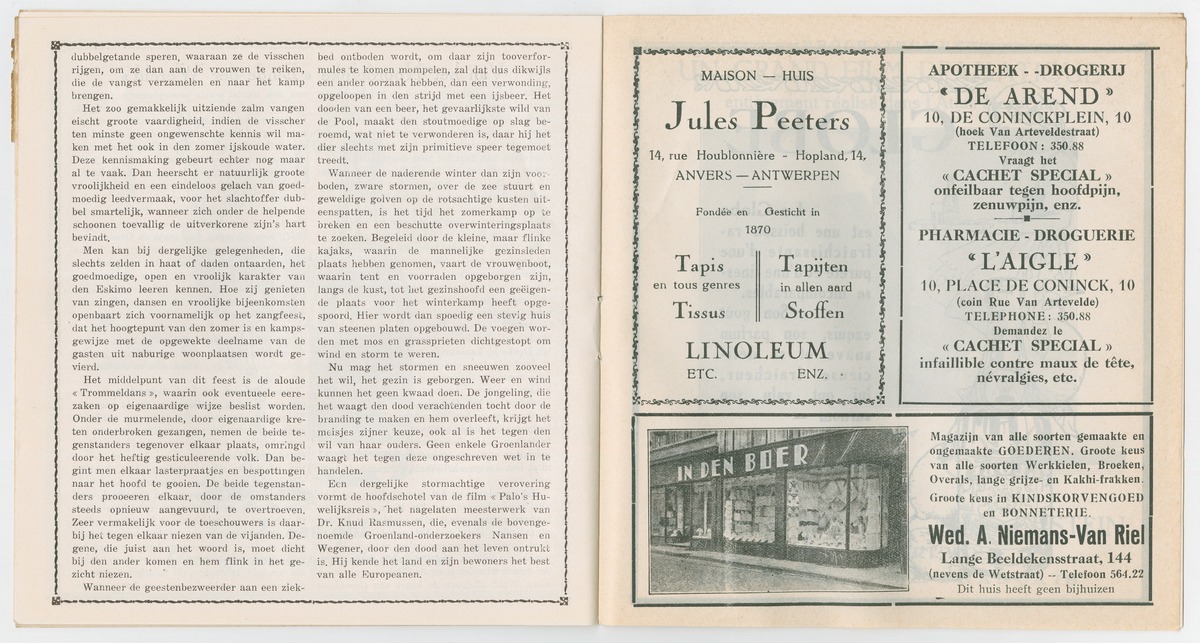 dubbelgetande speren, waaraan ze de visschen
rijgen, om ze dan aan de vrouwen te reiken,
die de vangst verzamelen en naar het kamp
brengen.
Het zoo gemakkelijk uitziende zalm vangen
eischt groote vaardigheid, indien de visscher
ten minste geen ongewenschte kennis wil ma-
ken met het ook in den zomer ijskoude water.
Deze kennismaking gebeurt echter nog maar
al te vaak. Dan heerscht er natuurlijk groote
vroolijkheid en een eindeloos gelach van goed-
moedig leedvermaak, voor het slachtoffer dub-
bel smartelijk, wanneer zich onder de helpende
schoonen toevallig de uitverkorene zijn's hart
bevindt.
Men kan bij dergelijke gelegenheden, die
slechts zelden in haat of daden ontaarden, het
goedmoedige, open en vroolijk karakter van
den Eskimo leeren kennen. Hoe zij genieten
van zingen, dansen en vroolijke bijeenkomsten
openbaart zich voornamelijk op het zangfeest,
dat het hoogtepunt van den zomer is en kamps-
gewijze met de opgewekte deelname van de
gasten uit naburige woonplaatsen wordt ge-
vierd.
Het middelpunt van dit feest is de aloude
« Trommeldans », waarin ook eventueele eere-
zaken op eigenaardige wijze beslist worden.
Onder de murmelende, door eigenaardige kre-
ten onderbroken gezangen, nemen de beide te-
genstanders tegenover elkaar plaats, omringd
door het heftig gesticuleerende volk. Dan be-
gint men elkaar lasterpraatjes en bespottingen
naar het hoofd te gooien. De beide tegenstan-
ders prooeeren elkaar, door de omstanders
steeds opnieuw aangevuurd, te overtroeven.
Zeer vermakelijk voor de toeschouwers is daar-
bij het tegen elkaar niezen van de vijanden. De-
gene, die juist aan het woord is, moet dicht
bij den ander komen en hem flink in het ge-
zicht niezen.
Wanneer de geestenbezweerder aan een ziek-
bed ontboden wordt, om daar zijn tooverfor-
mules te komen mompelen, zal dat dus dikwijls
een ander oorzaak hebben, dan een verwonding,
opgeloopen in den strijd met een ijsbeer. Het
dooden van een beer, het gevaarlijkste wild van
de Pool, maakt den stoutmoedige op slag be-
roemd, wat niet te verwonderen is, daar hij het
dier slechts met zijn primitieve speer tegemoet
treedt.
Wanneer de naderende winter dan zijn voor-
boden, zware stormen, over de zee stuurt en
geweldige golven op de rotsachtige kusten uit-
eenspatten, is het tijd het zomerkamp op te
breken en een beschutte overwinteringsplaats
te zoeken. Begeleid door de kleine, maar flinke
kajaks, waarin de mannelijke gezinsleden
plaats hebben genomen, vaart de vrouwenboot,
waarin tent en voorraden opgeborgen zijn,
langs de kust, tot het gezinshoofd een geëigen-
de plaats voor het winterkamp heeft opge-
spoord. Hier wordt dan spoedig een stevig huis
van steenen platen opgebouwd. De voegen wor-
den met mos en grassprieten dichtgestopt om
wind en storm te weren.
Nu mag het stormen en sneeuwen zooveel
het wil, het gezin is geborgen. Weer en wind
kunnen het geen kwaad doen. De jongeling, die
het waagt den dood verachtenden tocht door de
branding te maken en hem overleeft, krijgt het
meisjes zijner keuze, ook al is het tegen den
wil van haar ouders. Geen enkele Groenlander
waagt het tegen deze ongeschreven wet in te
handelen.
Een dergelijke stormachtige verovering
vormt de hoofdschotel van de film « Palo's Hu-
welijksreis », het nagelaten meesterwerk van
Dr. Knud Rasmussen, die, evenals de bovenge-
noemde Groenland-onderzoekers Nansen en
Wegener, door den dood aan het leven ontrukt
is. Hij kende het land en zijn bewoners het best
van alle Europeanen.
MAISON — HUIS
Jules Peeters
14, rue Houblonnière - Hopland, 14,
ANVERS — ANTWERPEN
Fondée en Gesticht in
1870
Tapis Tapijten
en tous genres in allen aard
Tissus Stoffen
LINOLEUM
ETC. ENZ.
APOTHEEK - -DROGERIJ
“ DE AREND ”
10, DE CONINCKPLEIN, 10
(hoek Van Arteveldestraat)
TELEFOON : 350.88
Vraagt het
« CACHET SPECIAL »
onfeilbaar tegen hoofdpijn,
zenuwpijn, enz.
PHARMACIE - DROGUERIE
“ L'AIGLE ”
10, PLACE DE CONINCK, 10
(coin Rue Van Artevelde)
TELEPHONE : 350.88
Demandez le
« CACHET SPECIAL »
infaillible contre maux de tête,
névralgies, etc.
IN DEN BOER
Magazijn van alle soorten gemaakte en
ongemaakte GOEDEREN. Groote keus
van alle soorten Werkkielen, Broeken,
Overals, lange grijze- en Kakhi-frakken.
Groote keus in KINDSKORVENGOED
en BONNETERIE.
Wed. A. Niemans-Van Riel
Lange Beeldekensstraat, 144
(nevens de Wetstraat) -- Telefoon 564.22
Dit huis heeft geen bijhuizen